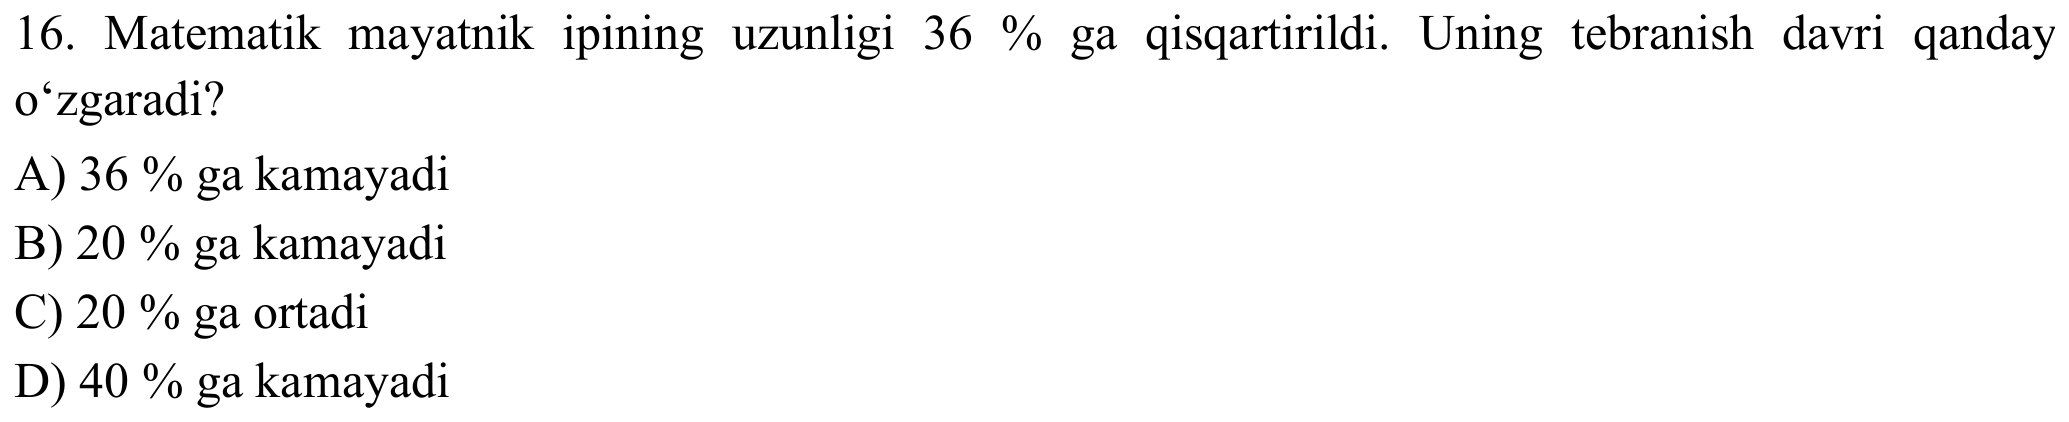 16. Matematik mayatnik ipining uzunligi 36 % ga qisqartirildi. Uning tebranish davri qanday
o‘zgaradi?
A) 36 % ga kamayadi
B) 20 % ga kamayadi
C) 20 % ga ortadi
D) 40 % ga kamayadi